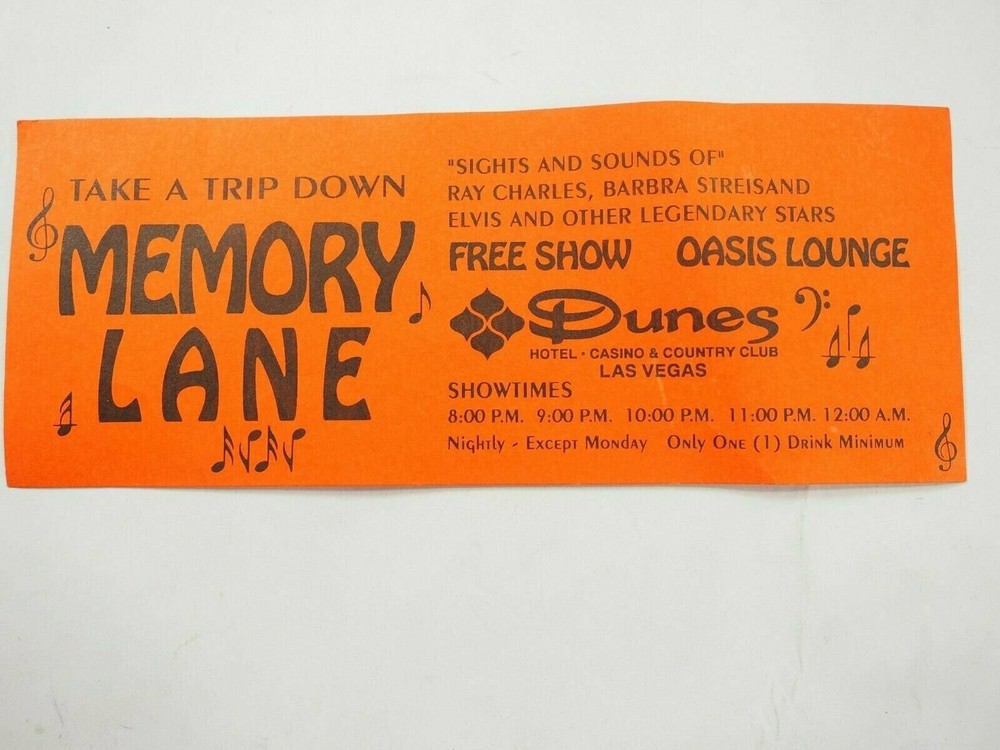 TAKE A TRIP DOWN
MEMORY
LANE
"SIGHTS AND SOUNDS OF"
RAY CHARLES, BARBRA STREISAND
ELVIS AND OTHER LEGENDARY STARS
FREE SHOW OASIS LOUNGE
Dunes
HOTEL • CASINO & COUNTRY CLUB
LAS VEGAS
SHOWTIMES
8:00 P.M. 9:00 P.M. 10:00 P.M. 11:00 P.M. 12:00 A.M.
Nightly - Except Monday Only One (1) Drink Minimum